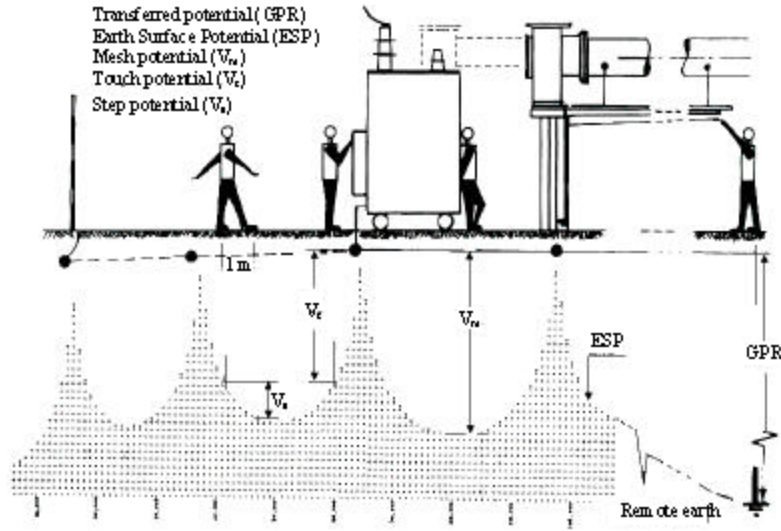 Transferred potential (GPR)
Earth Surface Potential (ESP)
Mesh potential (Vm)
Touch potential (Vt)
Step potential (Vs)
1 m
Vt
Vm
ESP
GPR
Vs
Remote earth